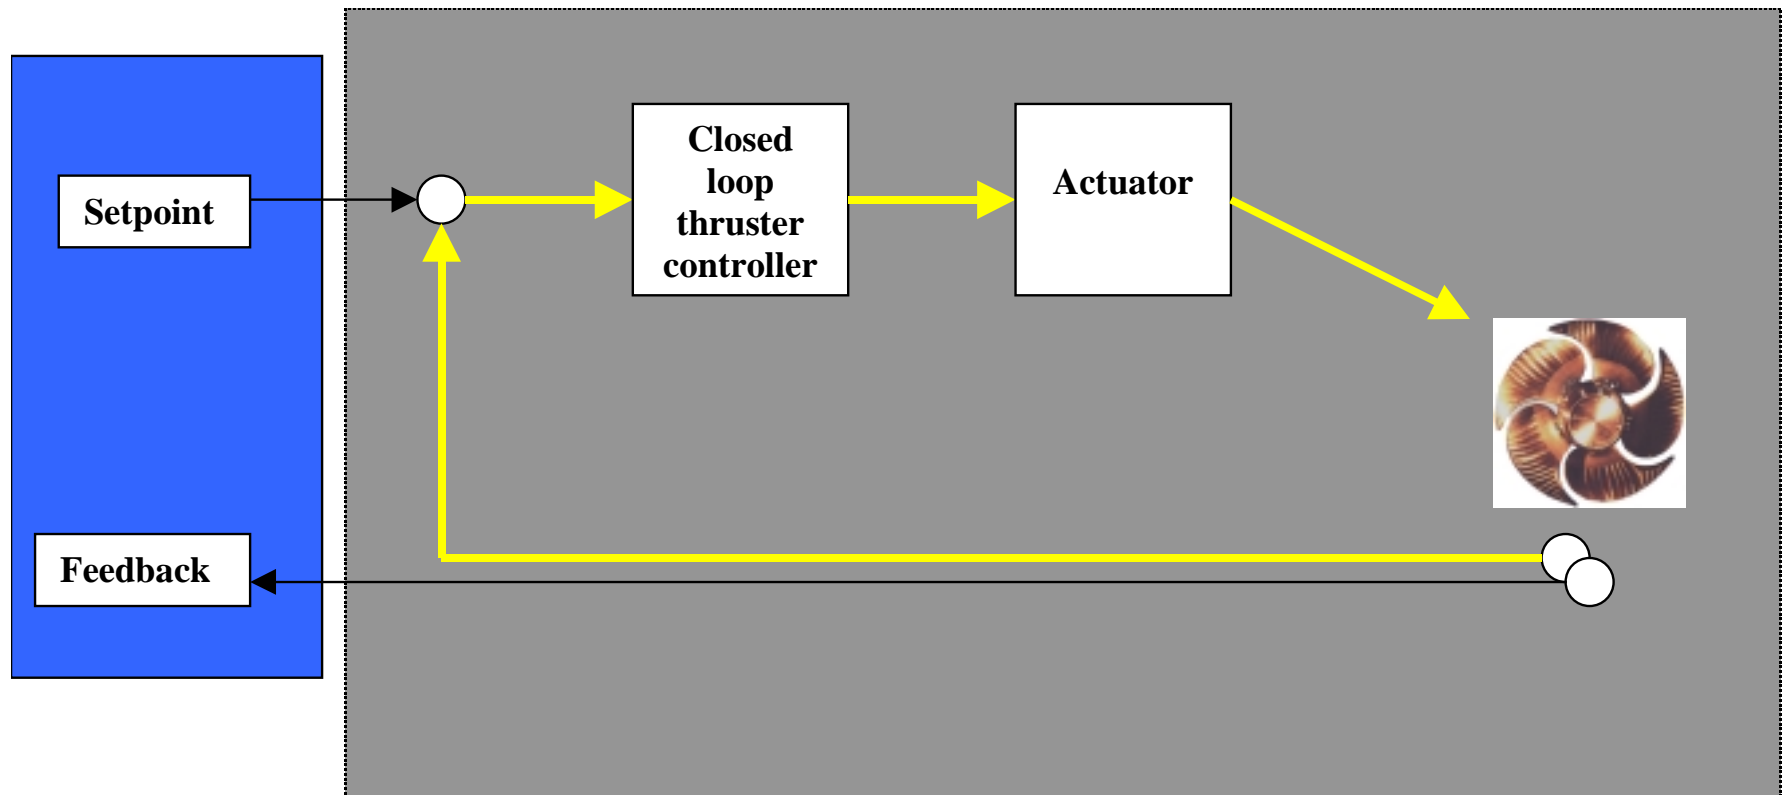 Setpoint
Closed
loop
thruster
controller
Actuator
Feedback